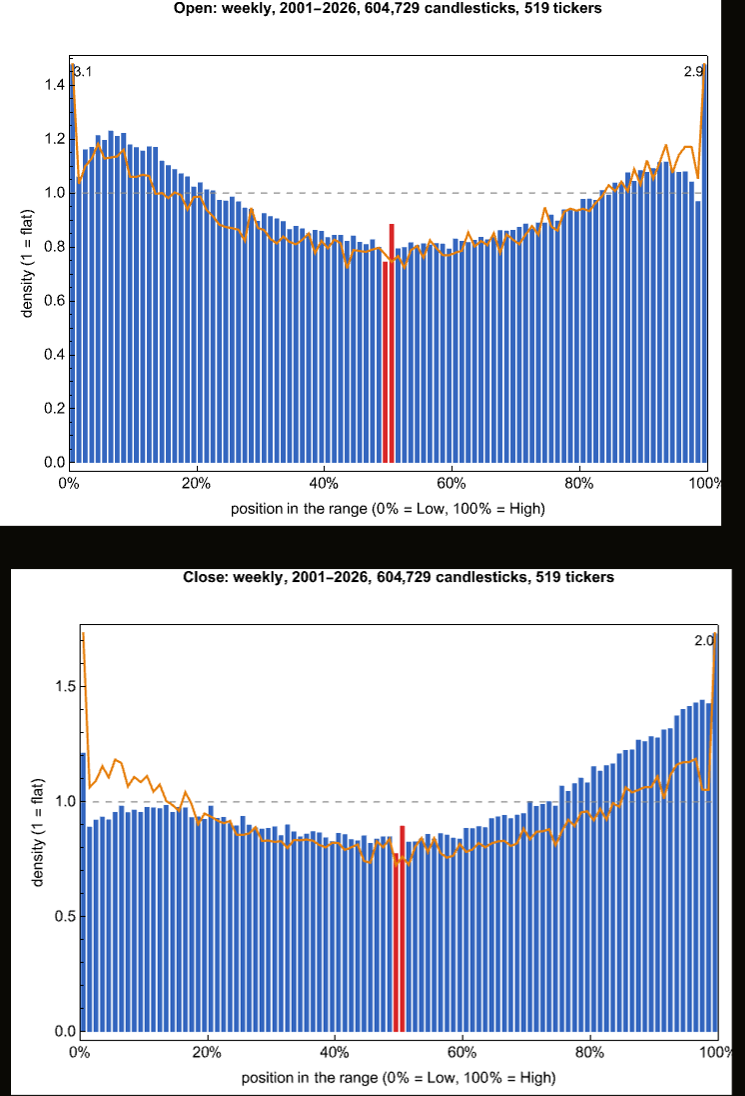 Open: weekly, 2001–2026, 604,729 candlesticks, 519 tickers
3.1
2.9
1.4
1.2
1.0
0.8
0.6
0.4
0.2
0.0
density (1 = flat)
0% 20% 40% 60% 80% 100%
position in the range (0% = Low, 100% = High)
Close: weekly, 2001–2026, 604,729 candlesticks, 519 tickers
2.0
1.5
1.0
0.5
0.0
density (1 = flat)
0% 20% 40% 60% 80% 100%
position in the range (0% = Low, 100% = High)